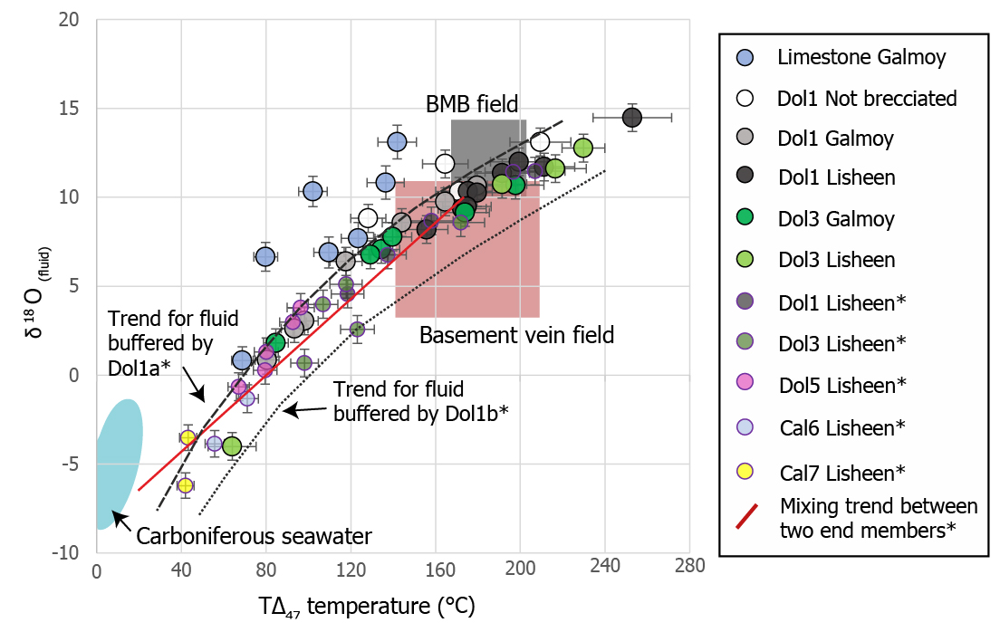 20
15
10
5
0
-5
-10
0
40
80
120
160
200
240
280
δ 18 O (fluid)
TΔ47 temperature (°C)
BMB field
Basement vein field
Trend for fluid
buffered by
Dol1a*
Trend for fluid
buffered by Dol1b*
Carboniferous seawater
Limestone Galmoy
Dol1 Not brecciated
Dol1 Galmoy
Dol1 Lisheen
Dol3 Galmoy
Dol3 Lisheen
Dol1 Lisheen*
Dol3 Lisheen*
Dol5 Lisheen*
Cal6 Lisheen*
Cal7 Lisheen*
Mixing trend between
two end members*